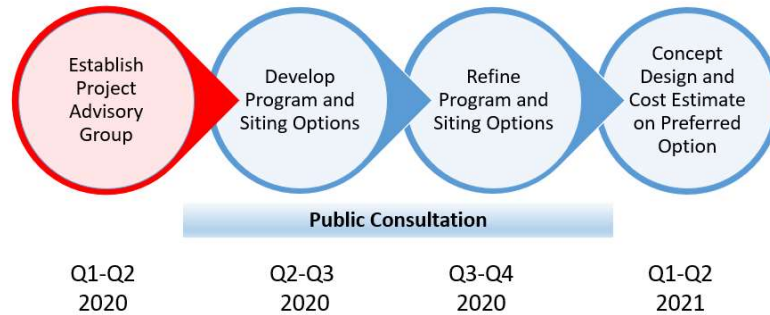 Establish
Project
Advisory
Group
Develop
Program and
Siting Options
Refine
Program and
Siting Options
Concept
Design and
Cost Estimate
on Preferred
Option
Public Consultation
Q1-Q2
2020
Q2-Q3
2020
Q3-Q4
2020
Q1-Q2
2021